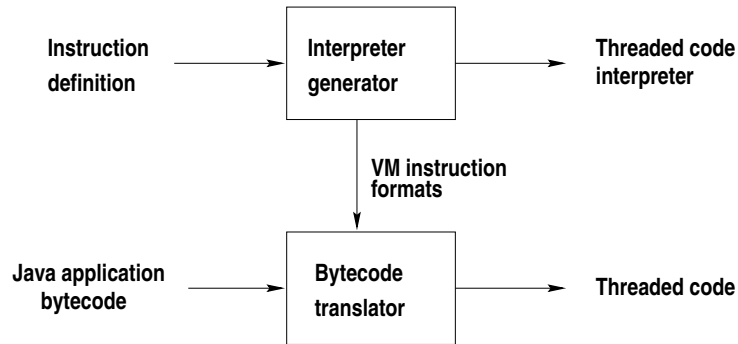 Instruction
definition
Interpreter
generator
Threaded code
interpreter
VM instruction
formats
Java application
bytecode
Bytecode
translator
Threaded code